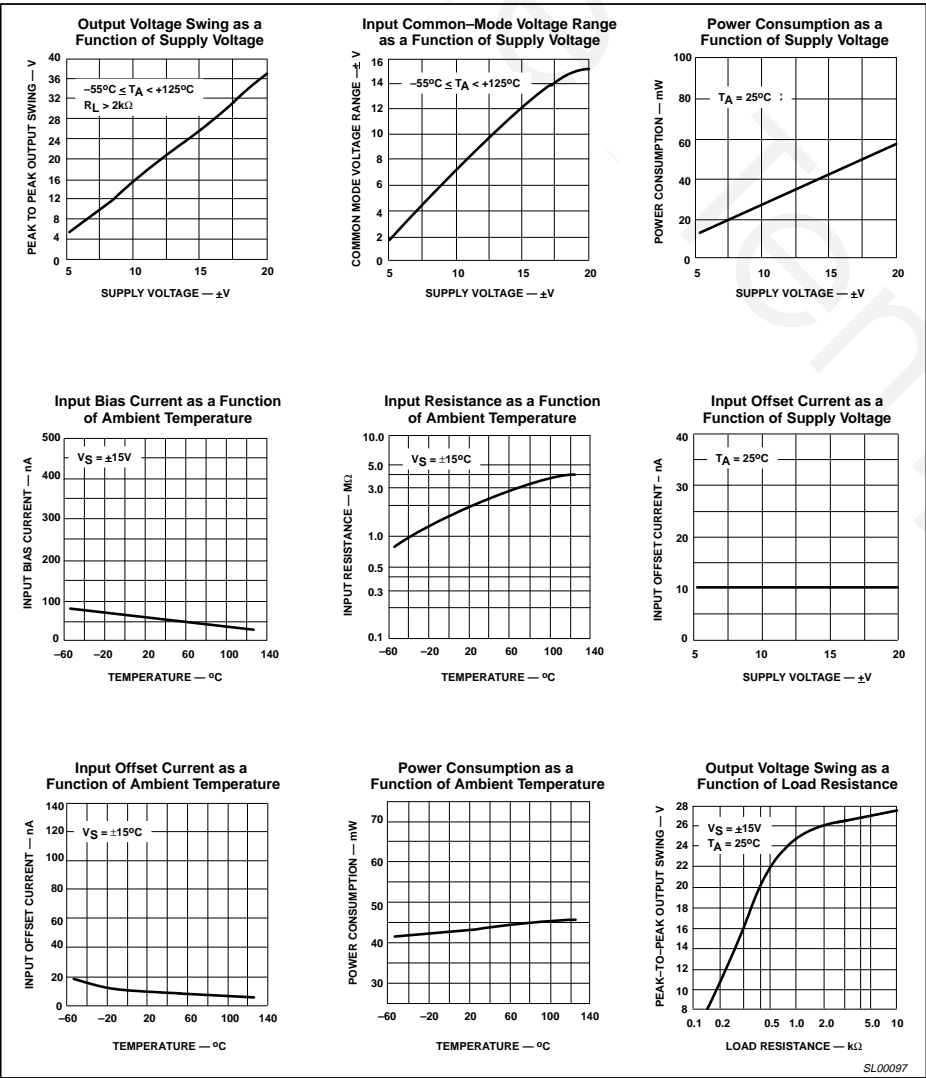 Output Voltage Swing as a
Function of Supply Voltage
PEAK TO PEAK OUTPUT SWING — V
40
36
32
28
24
20
16
12
8
4
0
–55ºC ≤ TA < +125ºC
RL > 2kΩ
5 10 15 20
SUPPLY VOLTAGE — ±V
Input Common–Mode Voltage Range
as a Function of Supply Voltage
COMMON MODE VOLTAGE RANGE —± V
16
14
12
10
8
6
4
2
0
–55ºC ≤ TA < +125ºC
5 10 15 20
SUPPLY VOLTAGE — ±V
Power Consumption as a
Function of Supply Voltage
POWER CONSUMPTION — mW
100
80
60
40
20
0
TA = 25ºC :
5 10 15 20
SUPPLY VOLTAGE — ±V
Input Bias Current as a Function
of Ambient Temperature
INPUT BIAS CURRENT — nA
500
400
300
200
100
0
VS = ±15V
–60 –20 20 60 100 140
TEMPERATURE — ºC
Input Resistance as a Function
of Ambient Temperature
INPUT RESISTANCE — MΩ
10.0
5.0
3.0
1.0
0.5
0.3
0.1
VS = ±15ºC
–60 –20 20 60 100 140
TEMPERATURE — ºC
Input Offset Current as a
Function of Supply Voltage
INPUT OFFSET CURRENT – nA
40
30
20
10
0
TA = 25ºC
5 10 15 20
SUPPLY VOLTAGE — ±V
Input Offset Current as a
Function of Ambient Temperature
INPUT OFFSET CURRENT — nA
140
120
100
80
60
40
20
0
VS = ±15ºC
–60 –20 20 60 100 140
TEMPERATURE — ºC
Power Consumption as a
Function of Ambient Temperature
POWER CONSUMPTION — mW
70
60
50
40
30
–60 –20 20 60 100 140
TEMPERATURE — ºC
Output Voltage Swing as a
Function of Load Resistance
PEAK–TO–PEAK OUTPUT SWING — V
28
26
24
22
20
18
16
14
12
10
8
VS = ±15V
TA = 25ºC
0.1 0.2 0.5 1.0 2.0 5.0 10
LOAD RESISTANCE — kΩ
SL00097